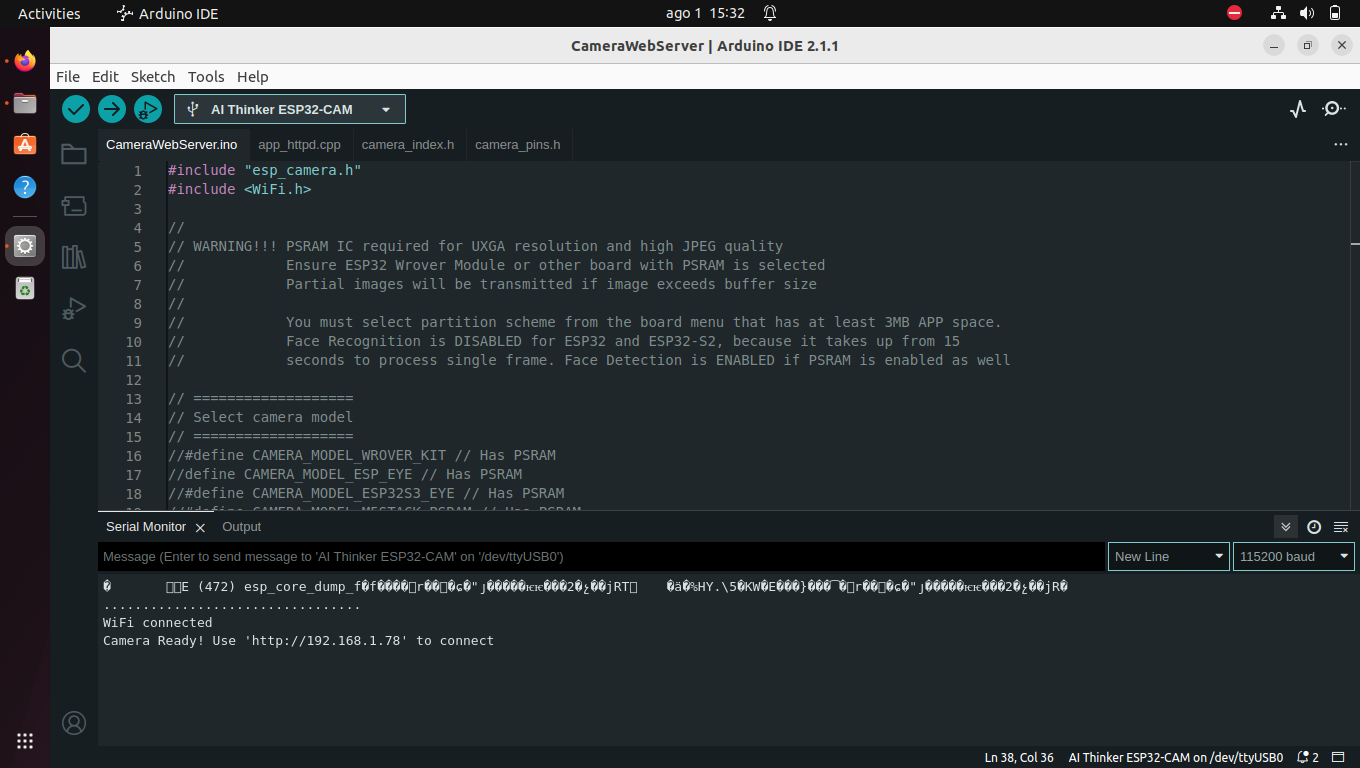 Activities Arduino IDE ago 1 15:32
CameraWebServer | Arduino IDE 2.1.1
File Edit Sketch Tools Help
AI Thinker ESP32-CAM
CameraWebServer.ino app_httpd.cpp camera_index.h camera_pins.h ...
1 #include "esp_camera.h"
2 #include <WiFi.h>
3
4 //
5 // WARNING!!! PSRAM IC required for UXGA resolution and high JPEG quality
6 // Ensure ESP32 Wrover Module or other board with PSRAM is selected
7 // Partial images will be transmitted if image exceeds buffer size
8 //
9 // You must select partition scheme from the board menu that has at least 3MB APP space.
10 // Face Recognition is DISABLED for ESP32 and ESP32-S2, because it takes up from 15
11 // seconds to process single frame. Face Detection is ENABLED if PSRAM is enabled as well
12
13 // ===================
14 // Select camera model
15 // ===================
16 //#define CAMERA_MODEL_WROVER_KIT // Has PSRAM
17 //define CAMERA_MODEL_ESP_EYE // Has PSRAM
18 //#define CAMERA_MODEL_ESP32S3_EYE // Has PSRAM
Serial Monitor Output
Message (Enter to send message to 'AI Thinker ESP32-CAM' on '/dev/ttyUSB0') New Line 115200 baud
E (472) esp_core_dump_f
.................................
WiFi connected
Camera Ready! Use 'http://192.168.1.78' to connect
Ln 38, Col 36 AI Thinker ESP32-CAM on /dev/ttyUSB0 2